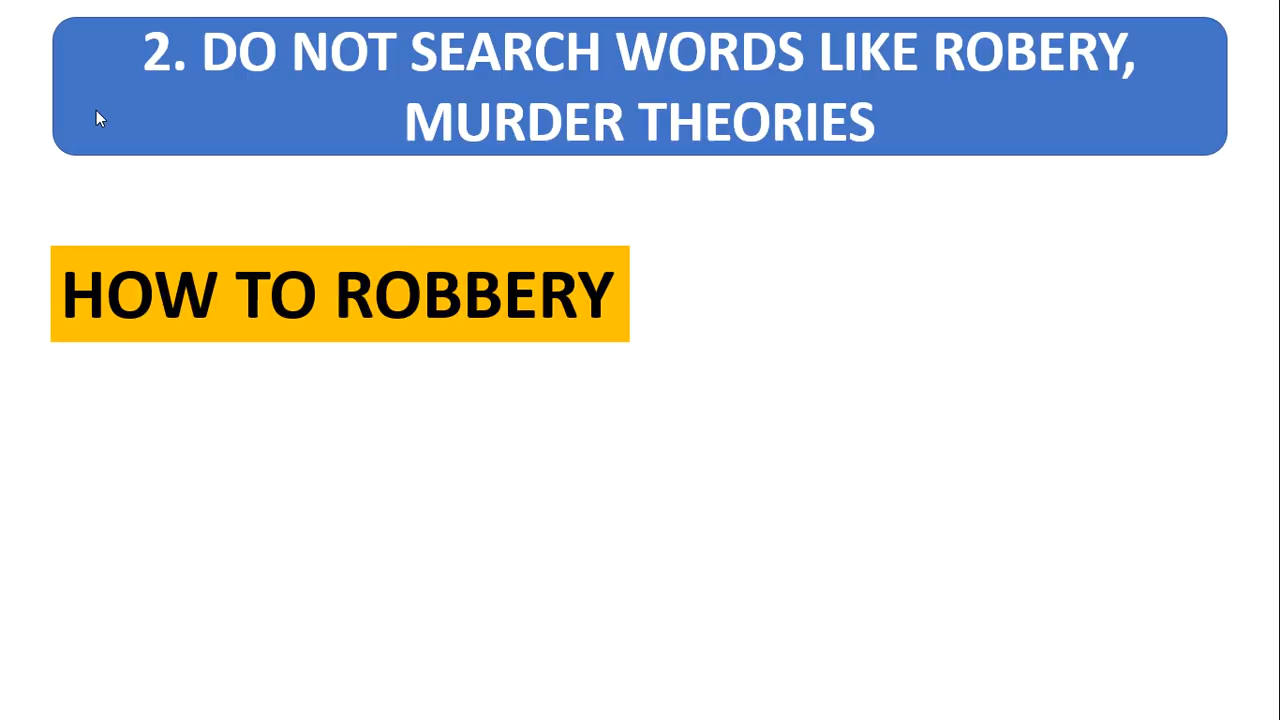 2. DO NOT SEARCH WORDS LIKE ROBERY,
MURDER THEORIES
HOW TO ROBBERY